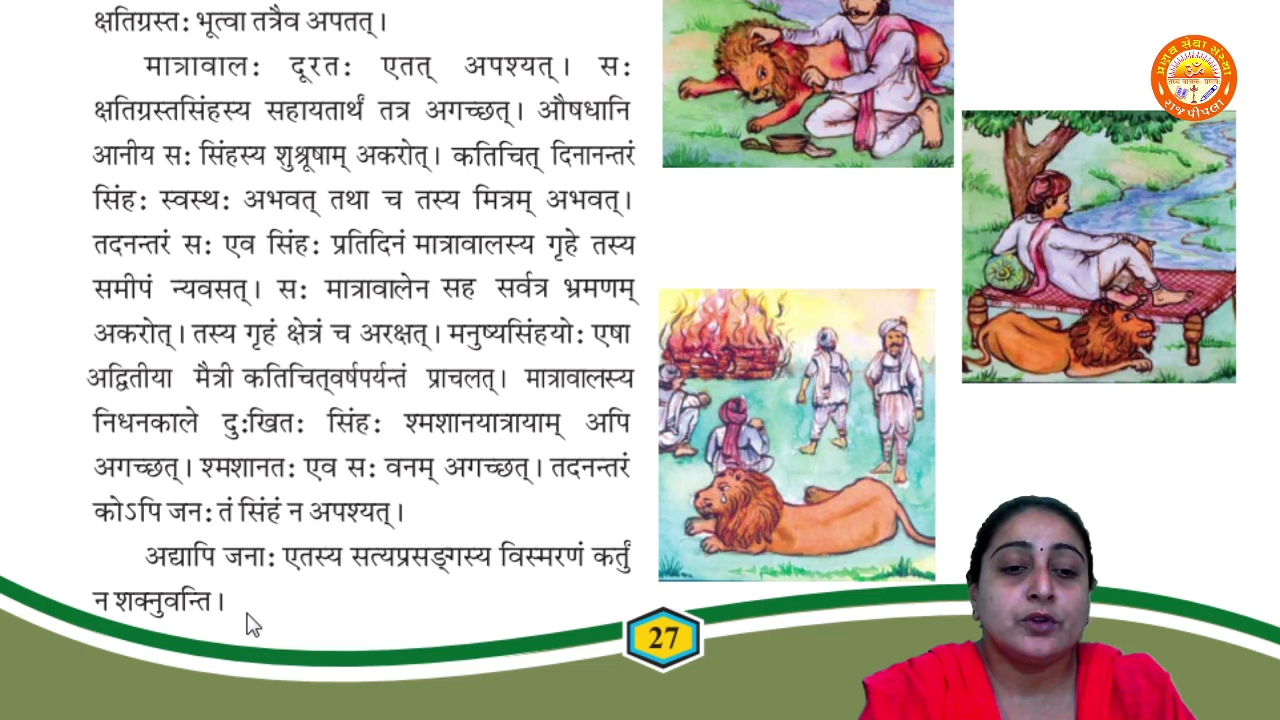 क्षतिग्रस्तः भूत्वा तत्रैव अपतत्।
मात्रावालः दूरतः एतत् अपश्यत्। सः
क्षतिग्रस्तसिंहस्य सहायतार्थं तत्र अगच्छत्। औषधानि
आनीय सः सिंहस्य शुश्रूषाम् अकरोत्। कतिचित् दिनानन्तरं
सिंहः स्वस्थः अभवत् तथा च तस्य मित्रम् अभवत्।
तदनन्तरं सः एव सिंहः प्रतिदिनं मात्रावालस्य गृहे तस्य
समीपं न्यवसत्। सः मात्रावालेन सह सर्वत्र भ्रमणम्
अकरोत्। तस्य गृहं क्षेत्रं च अरक्षत्। मनुष्यसिंहयोः एषा
अद्वितीया मैत्री कतिचित्वर्षपर्यन्तं प्राचलत्। मात्रावालस्य
निधनकाले दुःखितः सिंहः श्मशानयात्रायाम् अपि
अगच्छत्। श्मशानतः एव सः वनम् अगच्छत्। तदनन्तरं
कोऽपि जनः तं सिंहं न अपश्यत्।
अद्यापि जनाः एतस्य सत्यप्रसङ्गस्य विस्मरणं कर्तुं
न शक्नुवन्ति।
27
પ્રણવ સેવા સંસ્થા
ॐ
રાજપીપલા